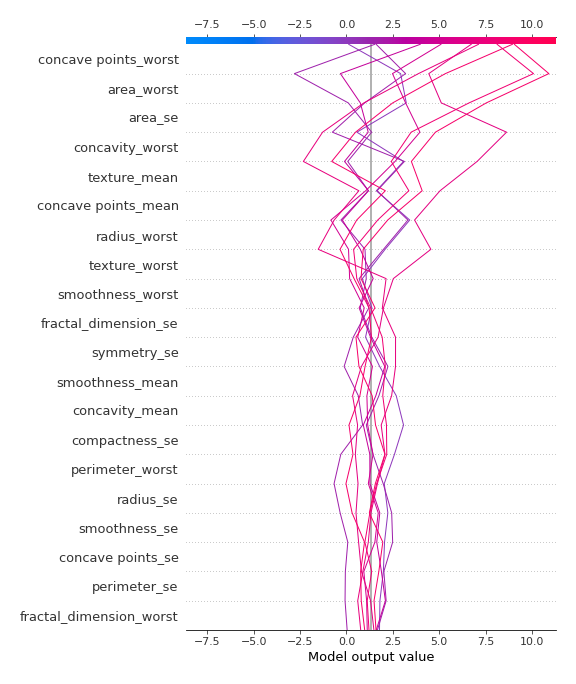 −7.5 −5.0 −2.5 0.0 2.5 5.0 7.5 10.0
concave points_worst
area_worst
area_se
concavity_worst
texture_mean
concave points_mean
radius_worst
texture_worst
smoothness_worst
fractal_dimension_se
symmetry_se
smoothness_mean
concavity_mean
compactness_se
perimeter_worst
radius_se
smoothness_se
concave points_se
perimeter_se
fractal_dimension_worst
−7.5 −5.0 −2.5 0.0 2.5 5.0 7.5 10.0
Model output value